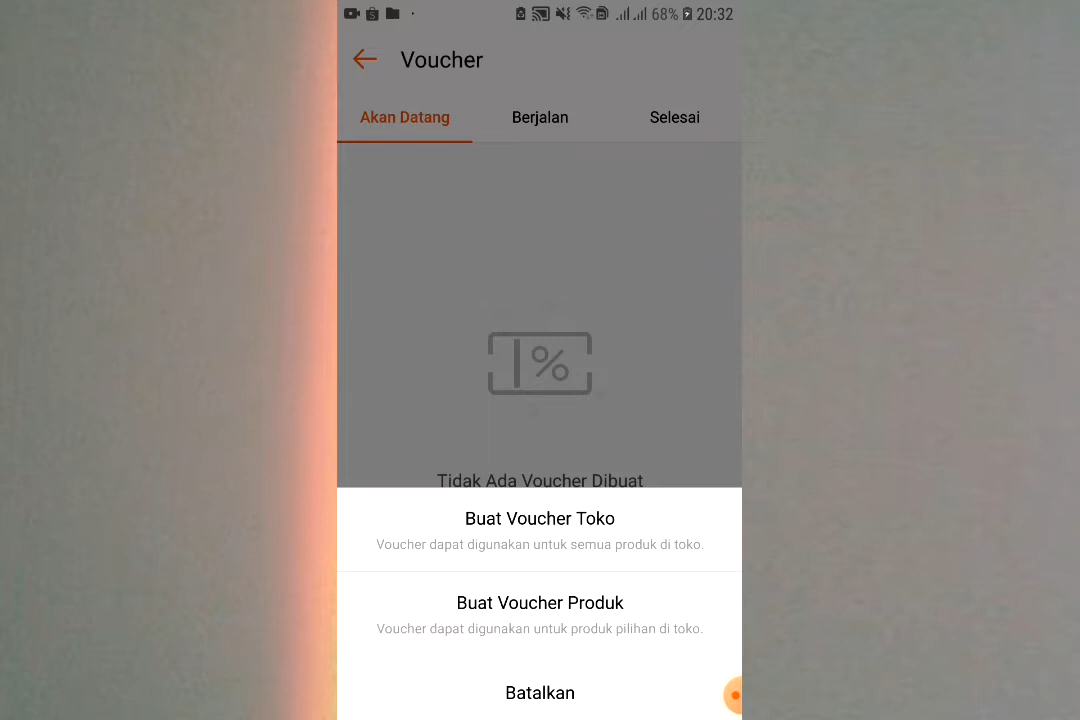 68% 20:32
Voucher
Akan Datang Berjalan Selesai
%
Tidak Ada Voucher Dibuat
Buat Voucher Toko
Voucher dapat digunakan untuk semua produk di toko.
Buat Voucher Produk
Voucher dapat digunakan untuk produk pilihan di toko.
Batalkan